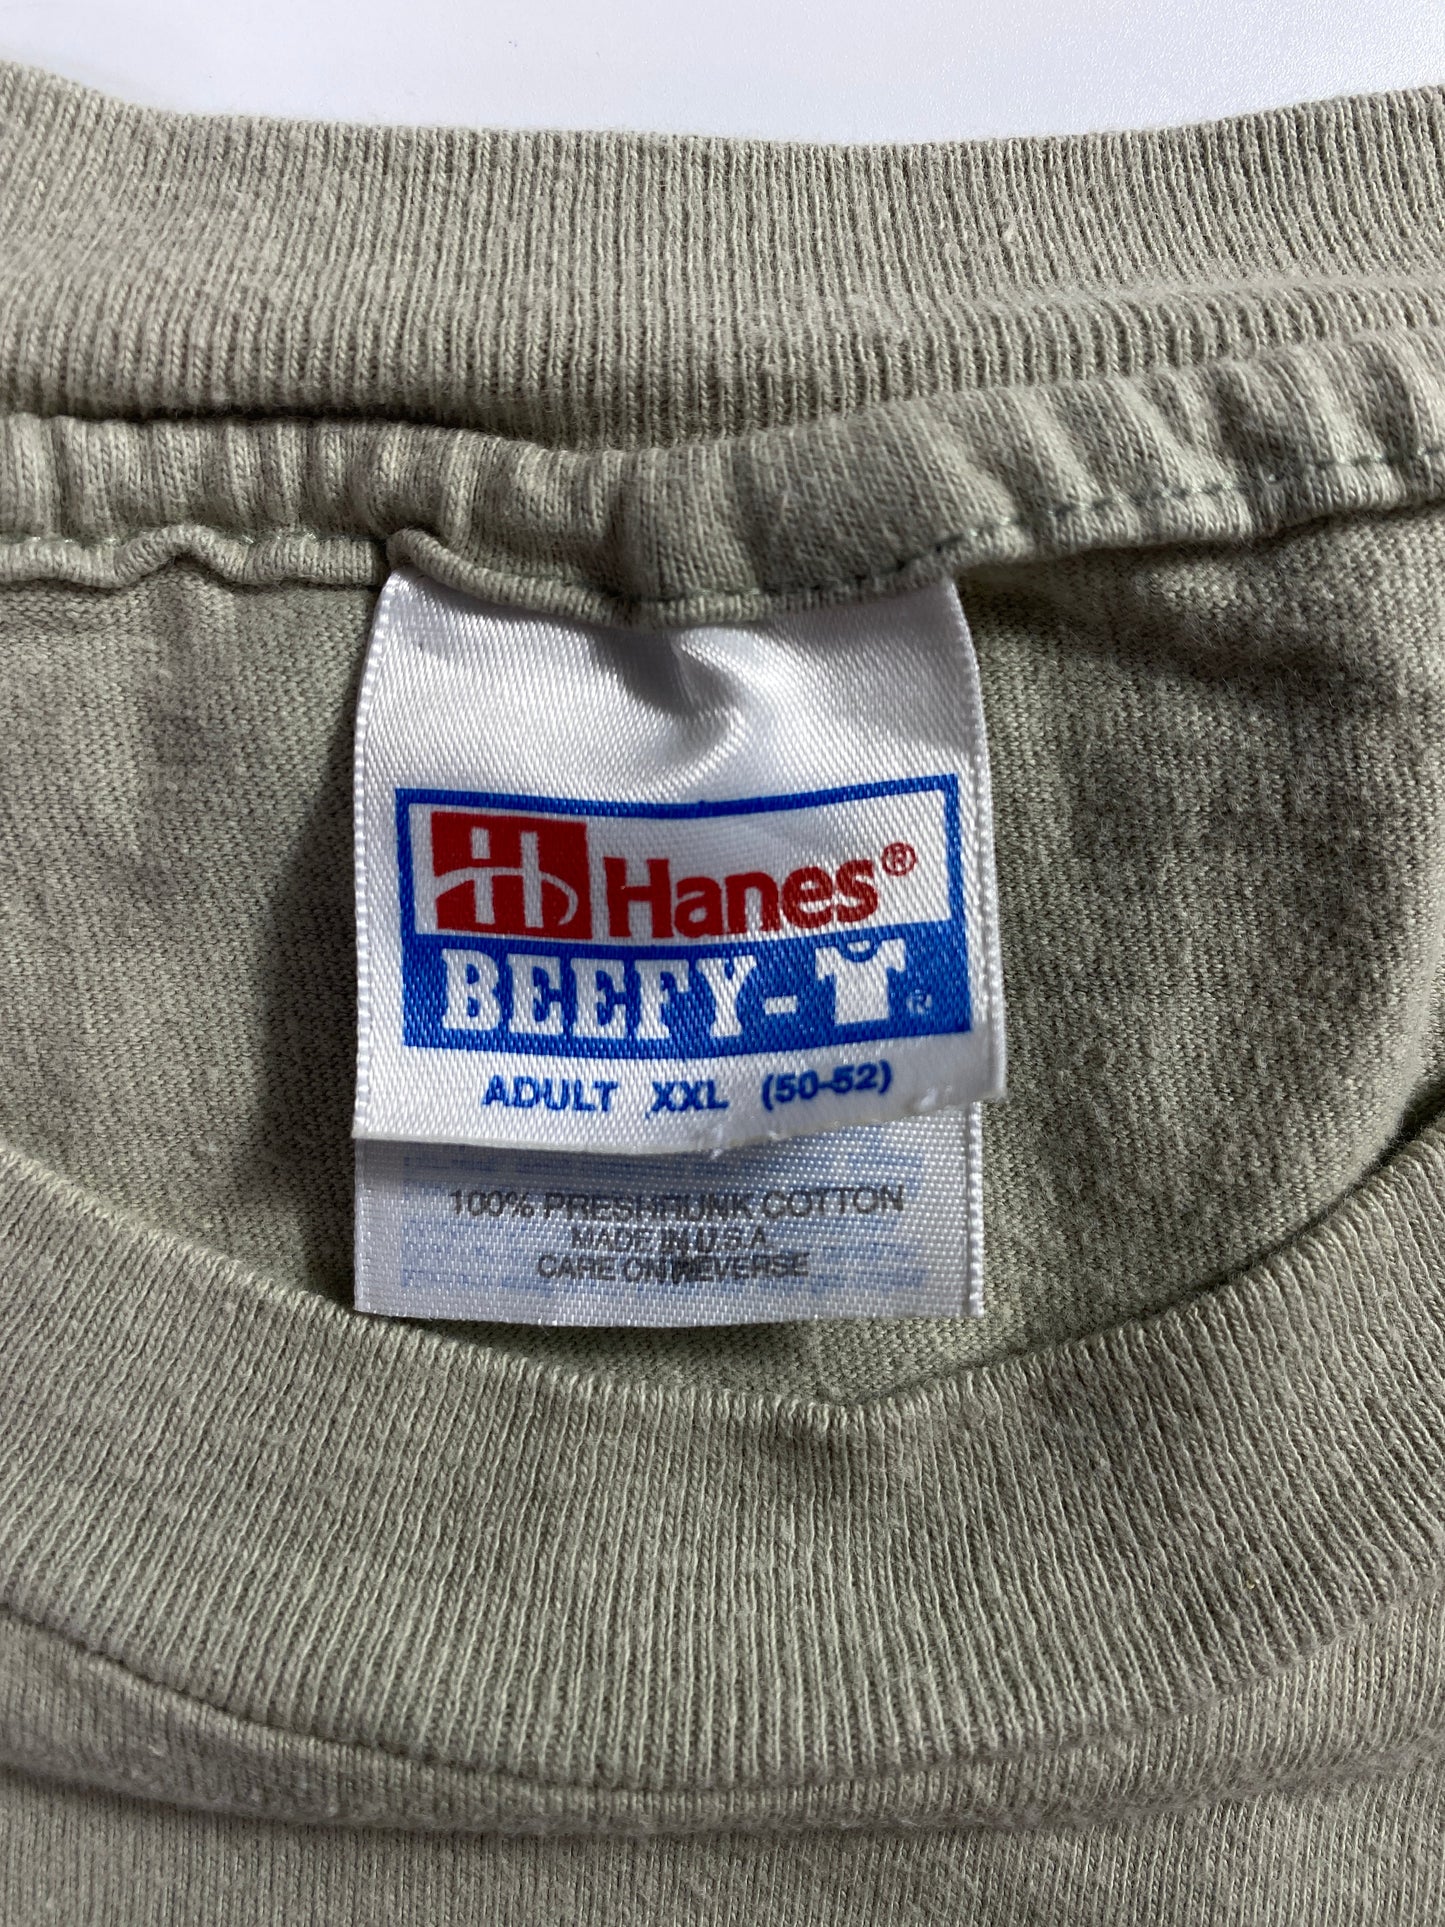 Hanes®
BEEFY-T®
ADULT XXL (50-52)
100% PRESHRUNK COTTON
MADE IN U.S.A.
CARE ON REVERSE